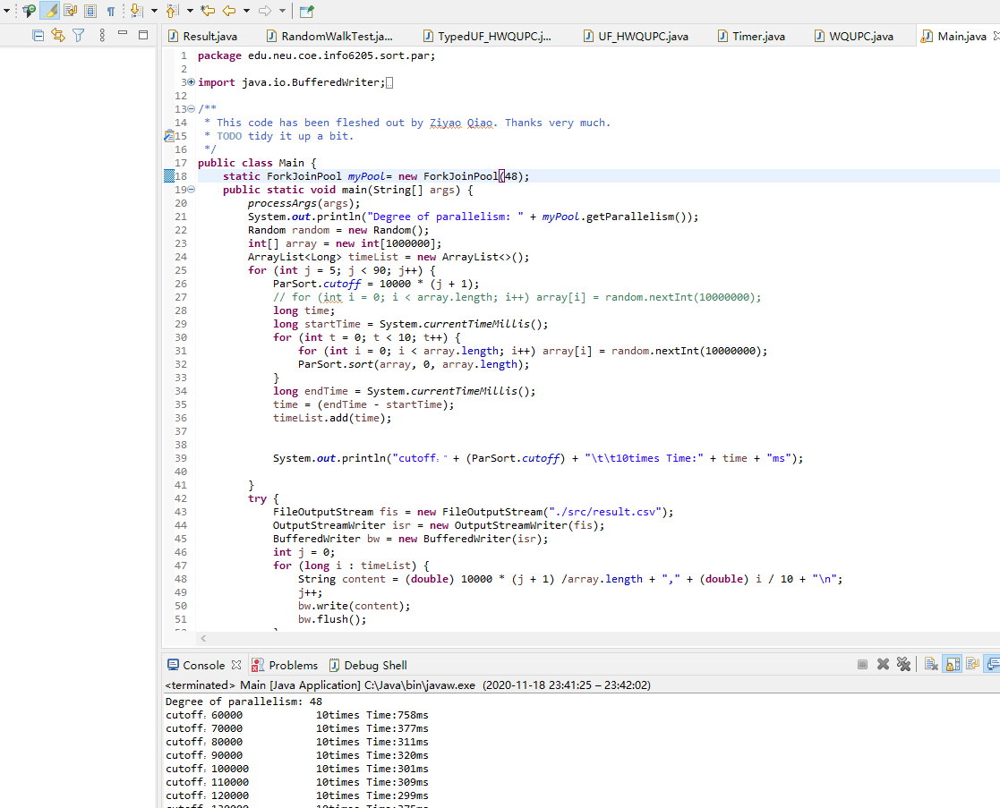 Result.java RandomWalkTest.ja... TypedUF_HWQUPC.j... UF_HWQUPC.java Timer.java WQUPC.java Main.java
1 package edu.neu.coe.info6205.sort.par;
2
3 import java.io.BufferedWriter;
12
13 /**
14  * This code has been fleshed out by Ziyao Qiao. Thanks very much.
15  * TODO tidy it up a bit.
16  */
17 public class Main {
18     static ForkJoinPool myPool= new ForkJoinPool(48);
19     public static void main(String[] args) {
20         processArgs(args);
21         System.out.println("Degree of parallelism: " + myPool.getParallelism());
22         Random random = new Random();
23         int[] array = new int[1000000];
24         ArrayList<Long> timeList = new ArrayList<>();
25         for (int j = 5; j < 90; j++) {
26             ParSort.cutoff = 10000 * (j + 1);
27             // for (int i = 0; i < array.length; i++) array[i] = random.nextInt(10000000);
28             long time;
29             long startTime = System.currentTimeMillis();
30             for (int t = 0; t < 10; t++) {
31                 for (int i = 0; i < array.length; i++) array[i] = random.nextInt(10000000);
32                 ParSort.sort(array, 0, array.length);
33             }
34             long endTime = System.currentTimeMillis();
35             time = (endTime - startTime);
36             timeList.add(time);
37
38
39             System.out.println("cutoff：" + (ParSort.cutoff) + "\t\t10times Time:" + time + "ms");
40
41         }
42         try {
43             FileOutputStream fis = new FileOutputStream("./src/result.csv");
44             OutputStreamWriter isr = new OutputStreamWriter(fis);
45             BufferedWriter bw = new BufferedWriter(isr);
46             int j = 0;
47             for (long i : timeList) {
48                 String content = (double) 10000 * (j + 1) /array.length + "," + (double) i / 10 + "\n";
49                 j++;
50                 bw.write(content);
51                 bw.flush();
Console Problems Debug Shell
<terminated> Main [Java Application] C:\Java\bin\javaw.exe (2020-11-18 23:41:25 – 23:42:02)
Degree of parallelism: 48
cutoff：60000 10times Time:758ms
cutoff：70000 10times Time:377ms
cutoff：80000 10times Time:311ms
cutoff：90000 10times Time:320ms
cutoff：100000 10times Time:301ms
cutoff：110000 10times Time:309ms
cutoff：120000 10times Time:299ms